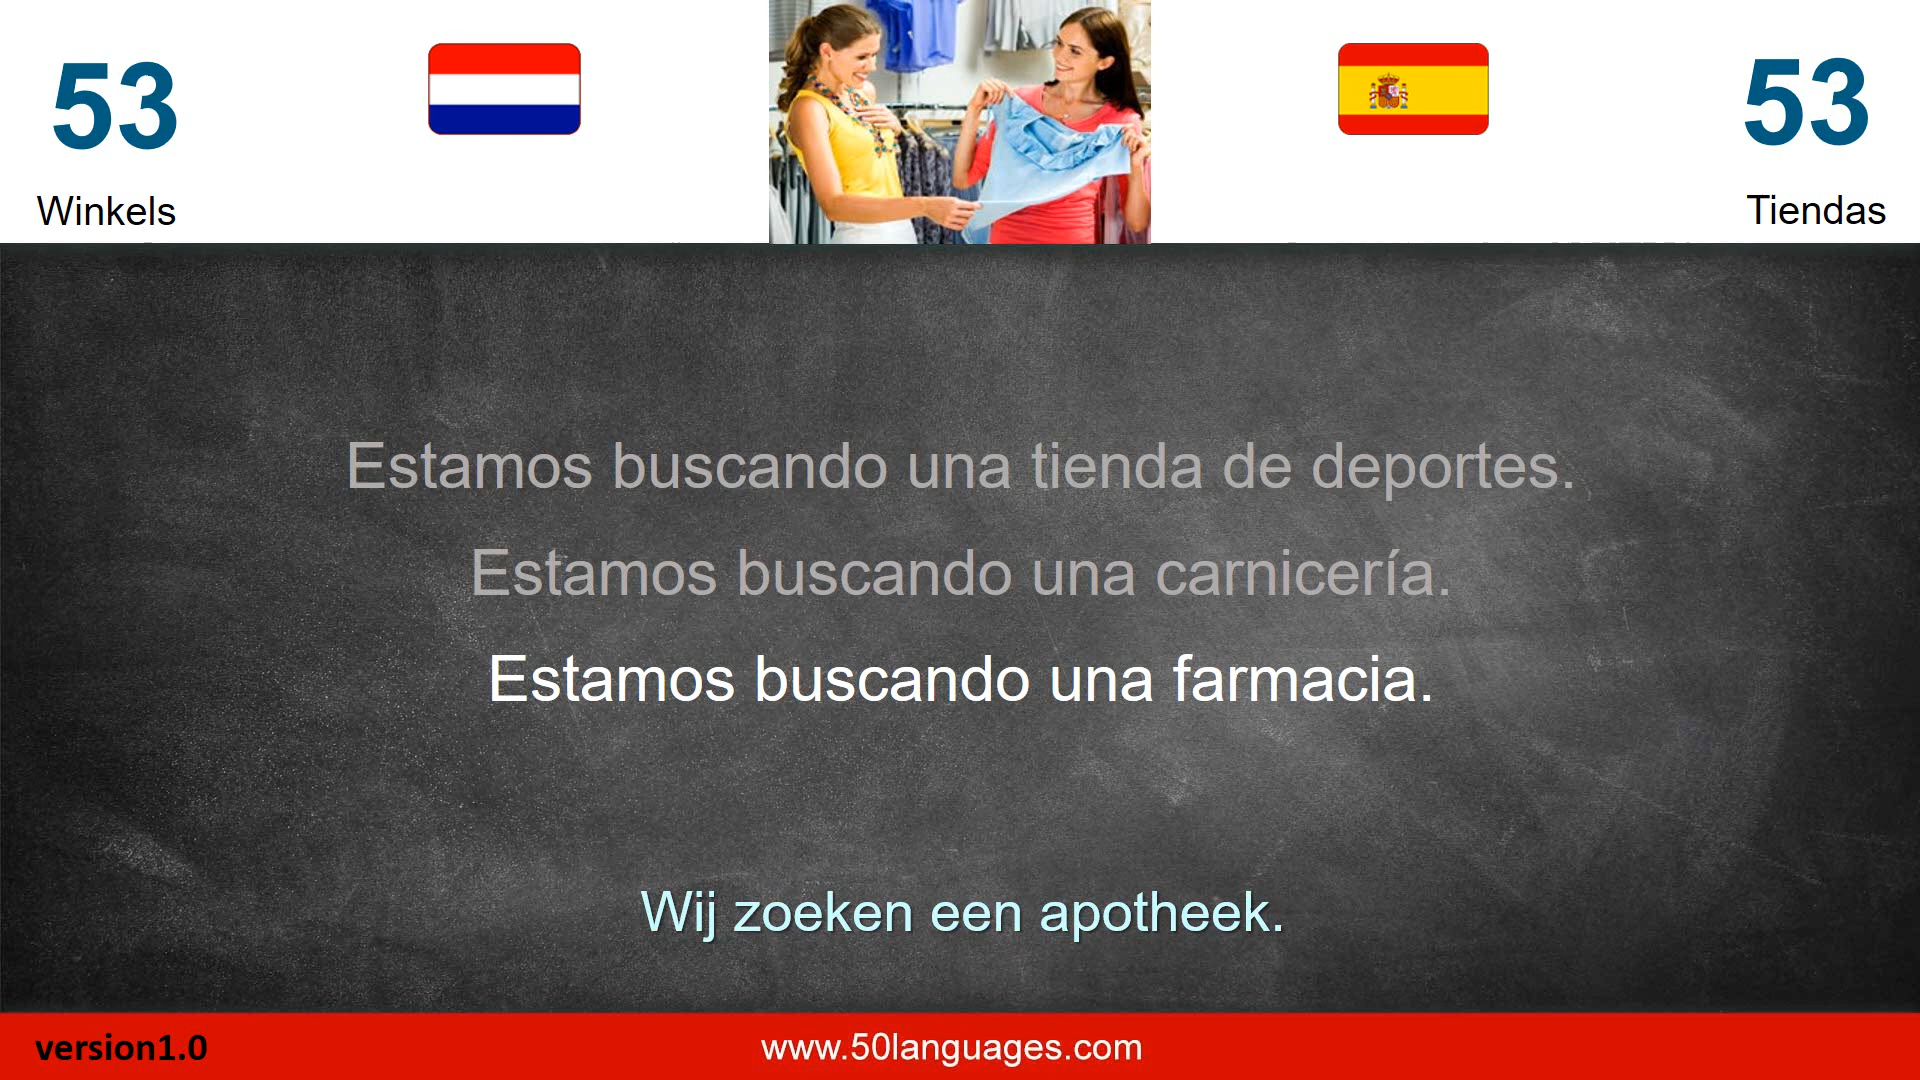 53
53
Winkels
Tiendas
Estamos buscando una tienda de deportes.
Estamos buscando una carnicería.
Estamos buscando una farmacia.
Wij zoeken een apotheek.
version1.0
www.50languages.com